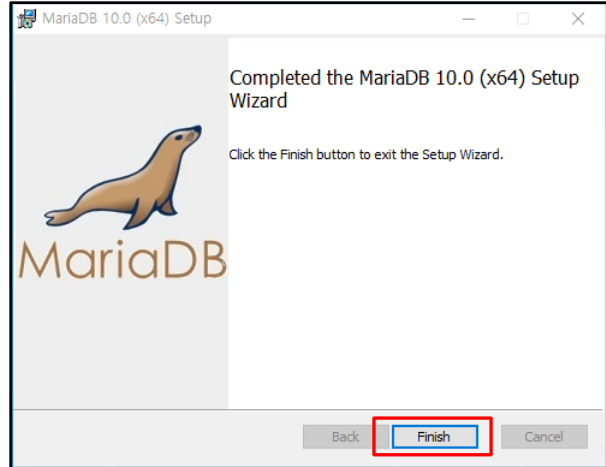 MariaDB 10.0 (x64) Setup
Completed the MariaDB 10.0 (x64) Setup
Wizard
Click the Finish button to exit the Setup Wizard.
MariaDB
Back
Finish
Cancel